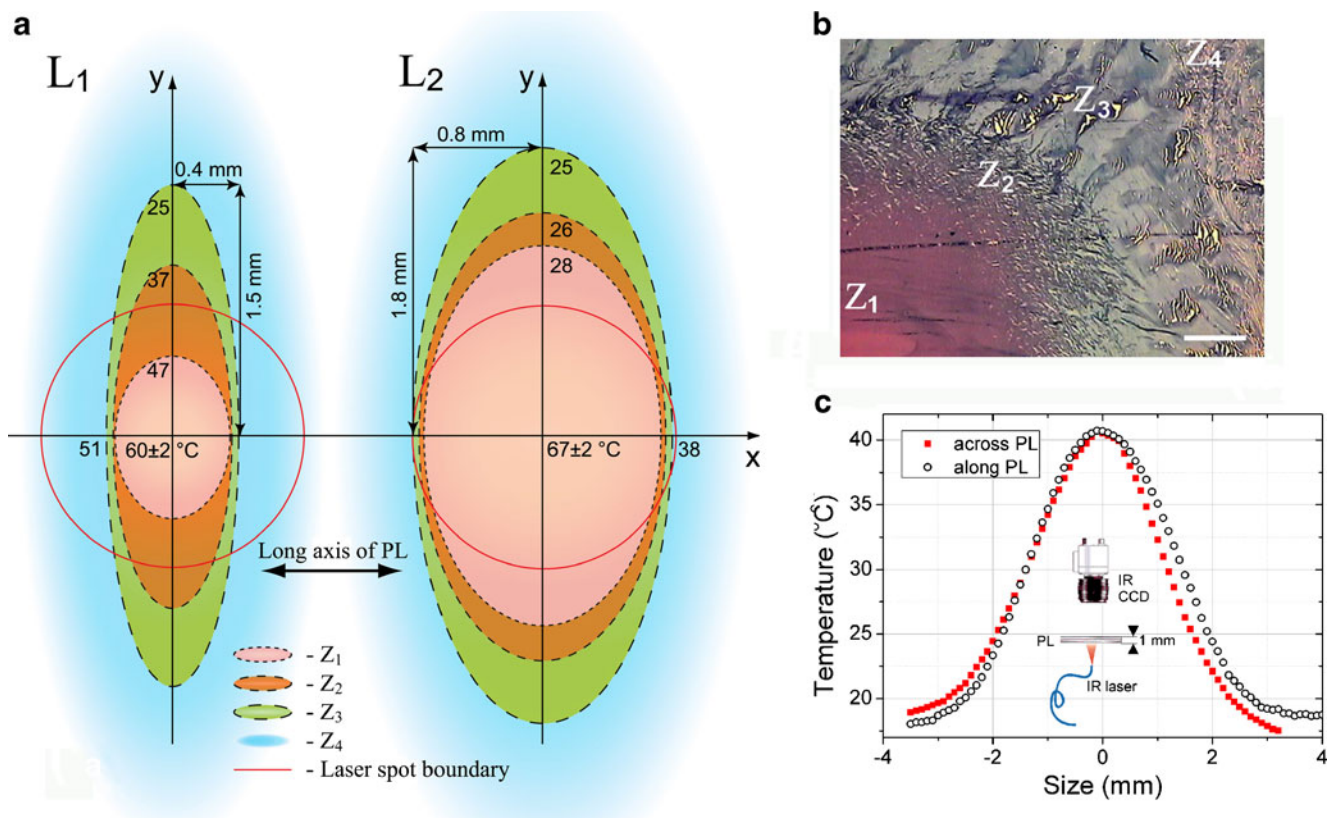 a
L1
y
0.4 mm
25
37
1.5 mm
47
51
60±2 °C
L2
y
0.8 mm
25
26
28
1.8 mm
67±2 °C
38
x
Long axis of PL
- Z1
- Z2
- Z3
- Z4
- Laser spot boundary
b
Z4
Z3
Z2
Z1
c
across PL
along PL
Temperature (°C)
40
35
30
25
20
IR
CCD
PL
1 mm
IR laser
-4 -2 0 2 4
Size (mm)